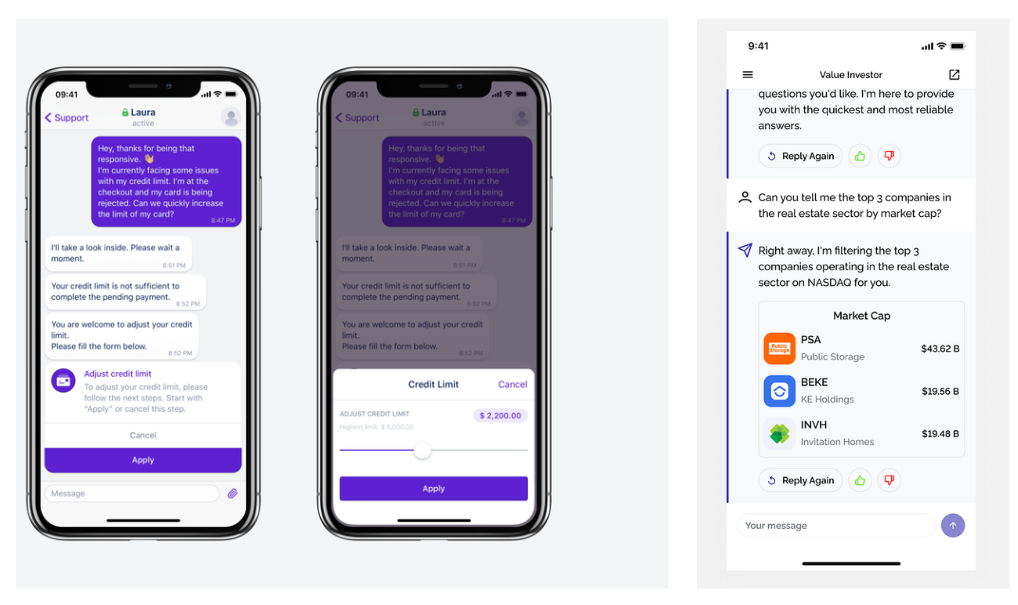 09:41
Support
Laura
active
Hey, thanks for being that
responsive. 👋
I'm currently facing some issues
with my credit limit. I'm at the
checkout and my card is being
rejected. Can we quickly increase
the limit of my card?
8:47 PM
I'll take a look inside. Please wait a
moment.
8:51 PM
Your credit limit is not sufficient to
complete the pending payment.
8:52 PM
You are welcome to adjust your credit
limit.
Please fill the form below.
8:52 PM
Adjust credit limit
To adjust your credit limit, please
follow the next steps. Start with
"Apply" or cancel this step.
Cancel
Apply
Message
09:41
Support
Laura
active
Hey, thanks for being that
responsive. 👋
I'm currently facing some issues
with my credit limit. I'm at the
checkout and my card is being
rejected. Can we quickly increase
the limit of my card?
8:47 PM
I'll take a look inside. Please wait a
moment.
8:51 PM
Your credit limit is not sufficient to
complete the pending payment.
8:52 PM
You are welcome to adjust your credit
limit.
Please fill the form below.
8:52 PM
Credit Limit
Cancel
ADJUST CREDIT LIMIT
$ 2,200.00
Highest limit: $ 5,000.00
Apply
9:41
Value Investor
questions you'd like. I'm here to provide
you with the quickest and most reliable
answers.
Reply Again
Can you tell me the top 3 companies in
the real estate sector by market cap?
Right away, I'm filtering the top 3
companies operating in the real estate
sector on NASDAQ for you.
Market Cap
Public Storage
PSA
Public Storage
$43.62 B
BEKE
KE Holdings
$19.56 B
INVH
Invitation Homes
$19.48 B
Reply Again
Your message